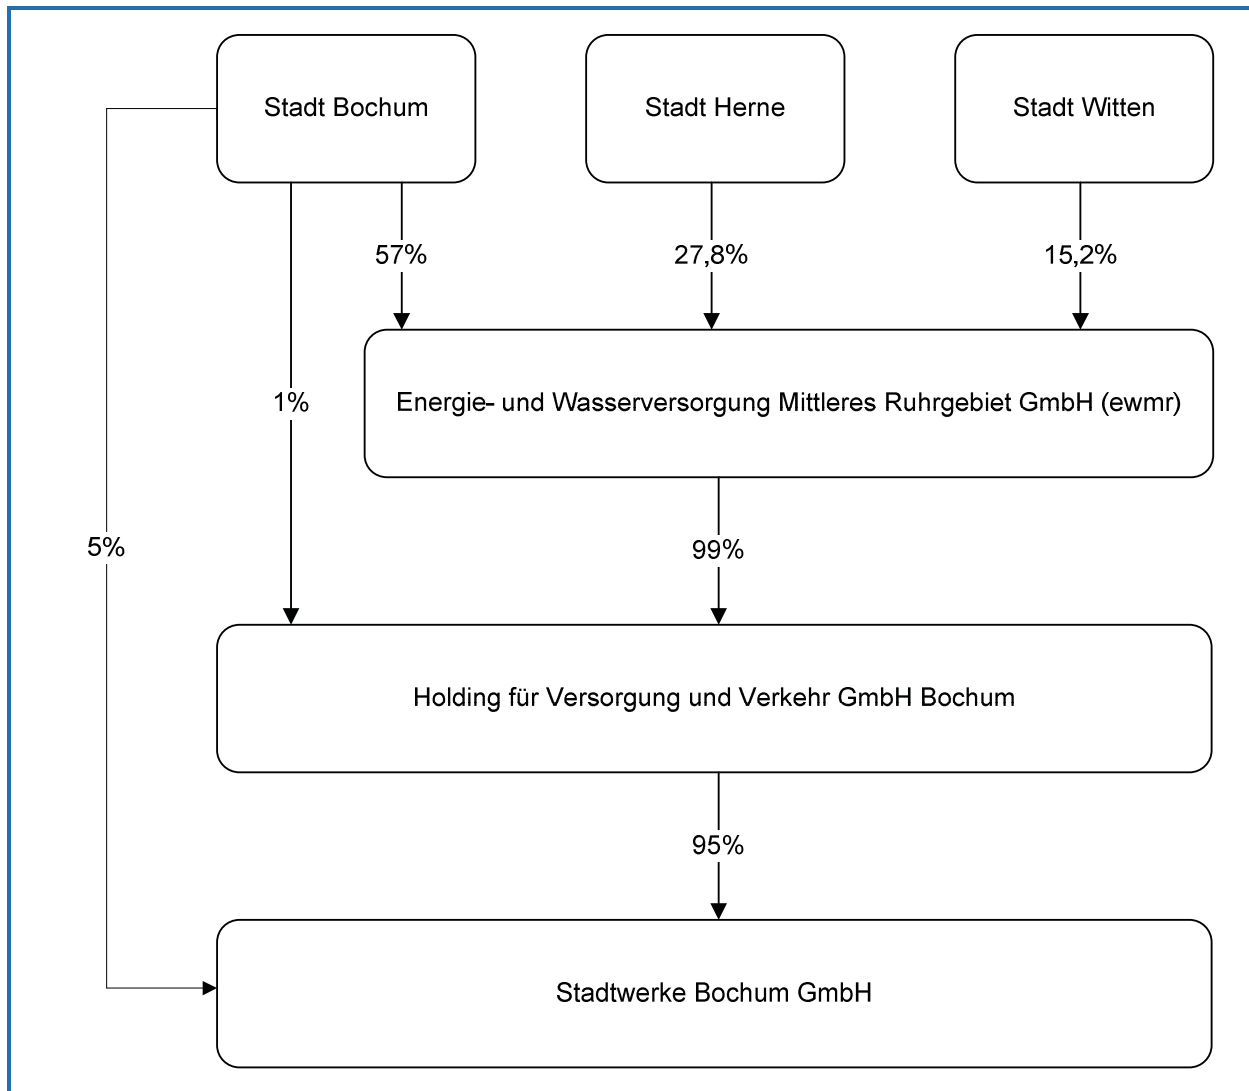 Stadt Bochum
Stadt Herne
Stadt Witten
57%
27,8%
15,2%
1%
Energie- und Wasserversorgung Mittleres Ruhrgebiet GmbH (ewmr)
5%
99%
Holding für Versorgung und Verkehr GmbH Bochum
95%
Stadtwerke Bochum GmbH